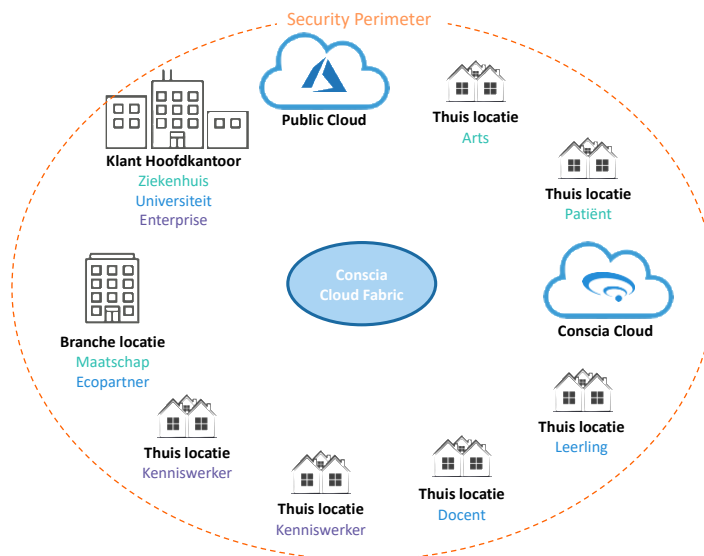 Security Perimeter
Public Cloud
Thuis locatie
Arts
Klant Hoofdkantoor
Ziekenhuis
Universiteit
Enterprise
Thuis locatie
Patiënt
Conscia
Cloud Fabric
Conscia Cloud
Branche locatie
Maatschap
Ecopartner
Thuis locatie
Leerling
Thuis locatie
Kenniswerker
Thuis locatie
Docent
Thuis locatie
Kenniswerker